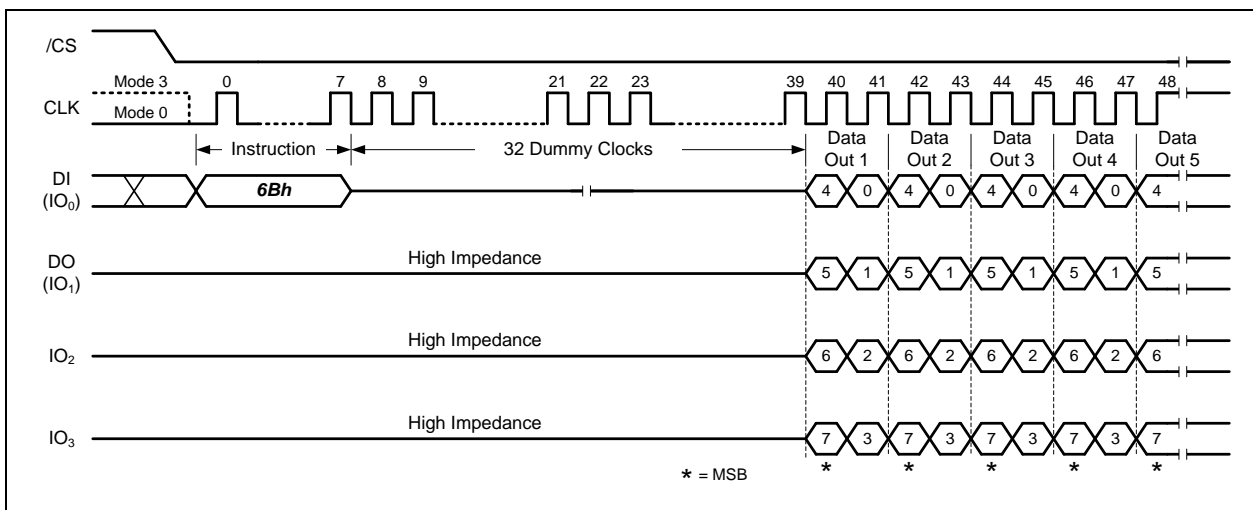 /CS
Mode 3 0 7 8 9 21 22 23 39 40 41 42 43 44 45 46 47 48
CLK
Mode 0
Instruction 32 Dummy Clocks Data Out 1 Data Out 2 Data Out 3 Data Out 4 Data Out 5
DI (IO₀) 6Bh 4 0 4 0 4 0 4 0 4
DO (IO₁) High Impedance 5 1 5 1 5 1 5 1 5
IO₂ High Impedance 6 2 6 2 6 2 6 2 6
IO₃ High Impedance 7 3 7 3 7 3 7 3 7
* = MSB * * * * *